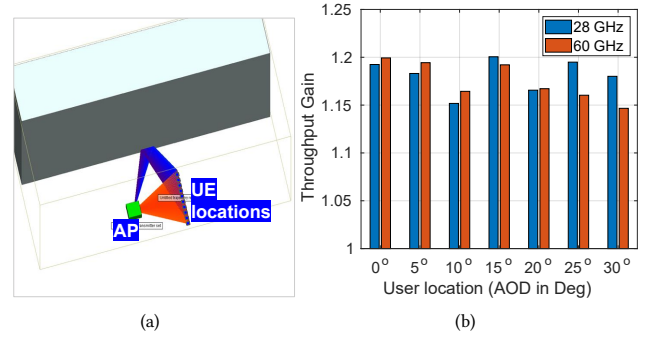 UE
locations
AP
(a)
28 GHz
60 GHz
1.25
1.2
1.15
1.1
1.05
1
Throughput Gain
0° 5° 10° 15° 20° 25° 30°
User location (AOD in Deg)
(b)